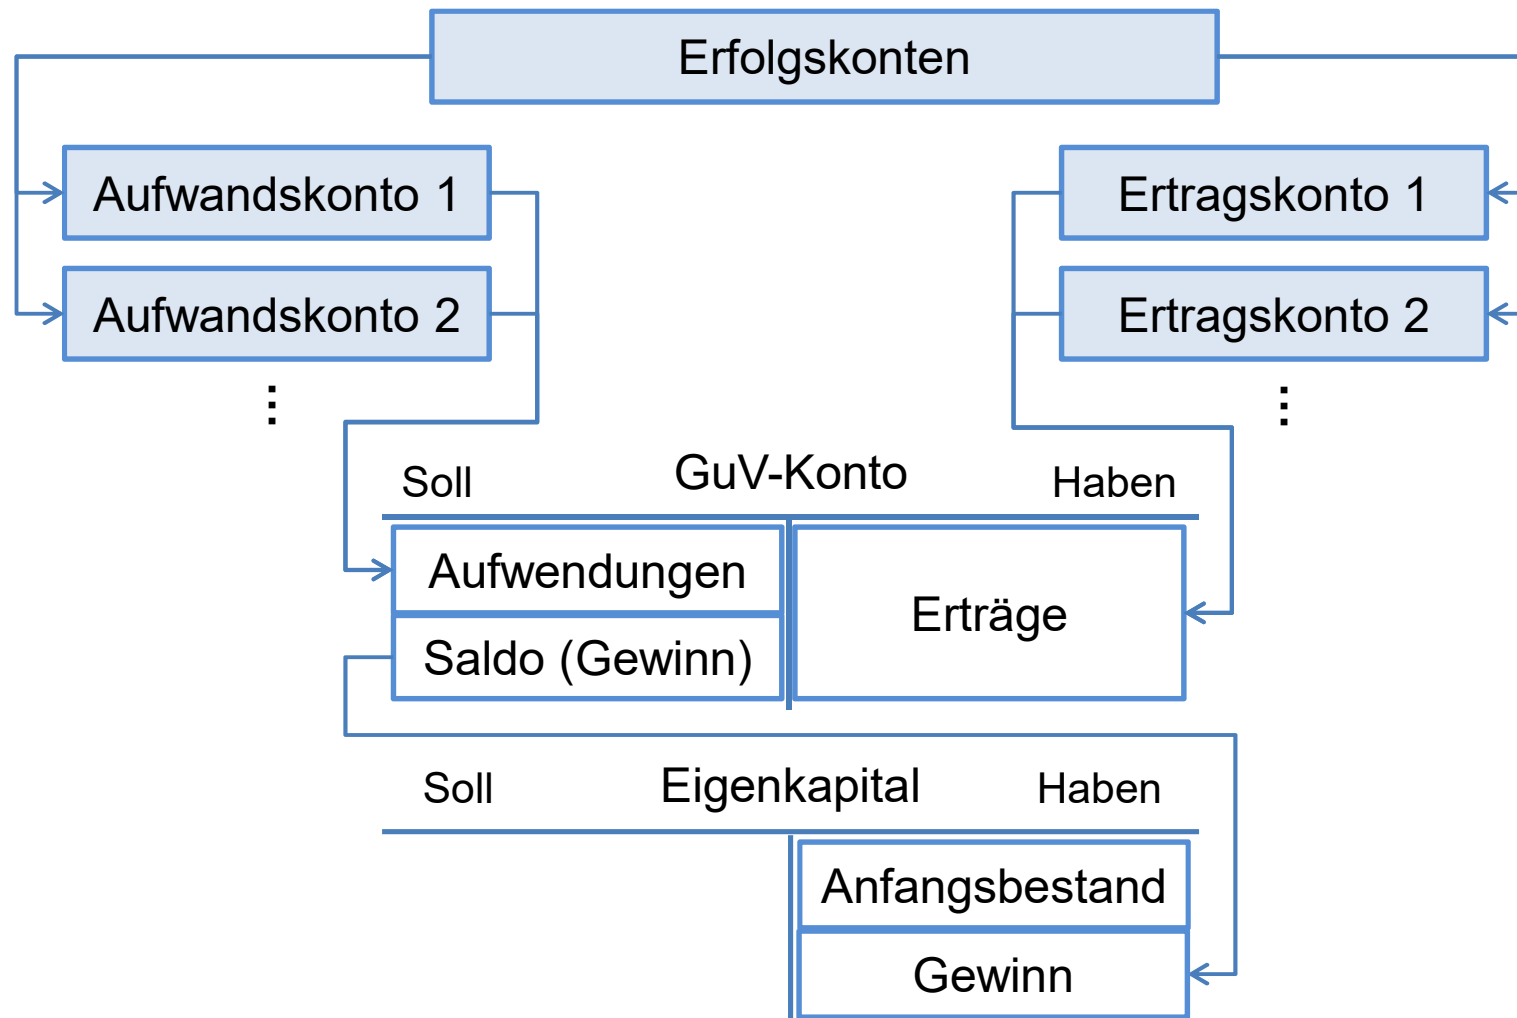 Erfolgskonten
Aufwandskonto 1
Ertragskonto 1
Aufwandskonto 2
Ertragskonto 2
...
...
Soll GuV-Konto Haben
Aufwendungen
Erträge
Saldo (Gewinn)
Soll Eigenkapital Haben
Anfangsbestand
Gewinn